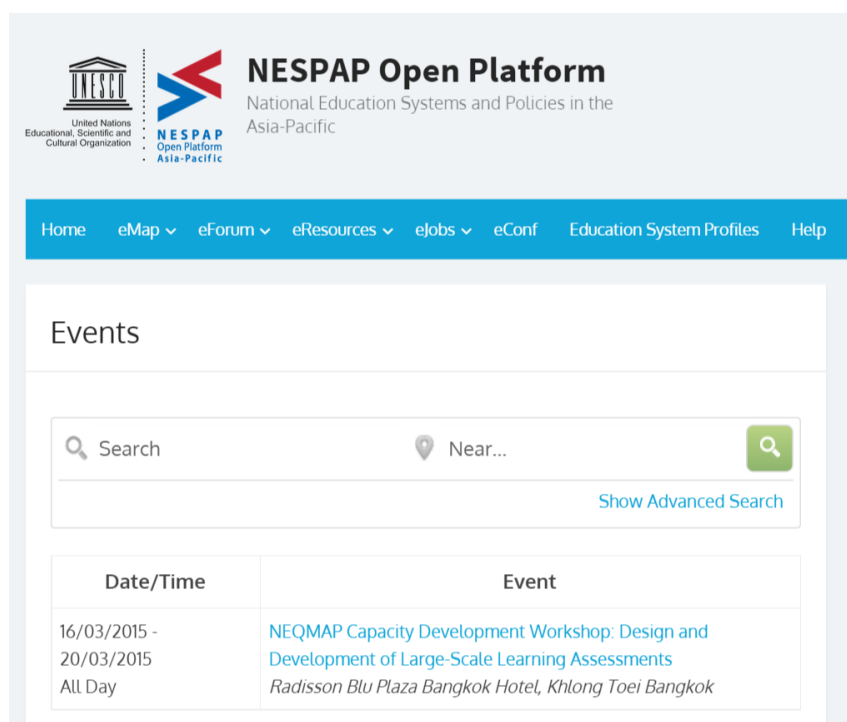 UNESCO
United Nations
Educational, Scientific and
Cultural Organization
NESPAP
Open Platform
Asia-Pacific
NESPAP Open Platform
National Education Systems and Policies in the
Asia-Pacific
Home eMap eForum eResources eJobs eConf Education System Profiles Help
Events
Search Near...
Show Advanced Search
Date/Time Event
16/03/2015 - NEQMAP Capacity Development Workshop: Design and
20/03/2015 Development of Large-Scale Learning Assessments
All Day Radisson Blu Plaza Bangkok Hotel, Khlong Toei Bangkok